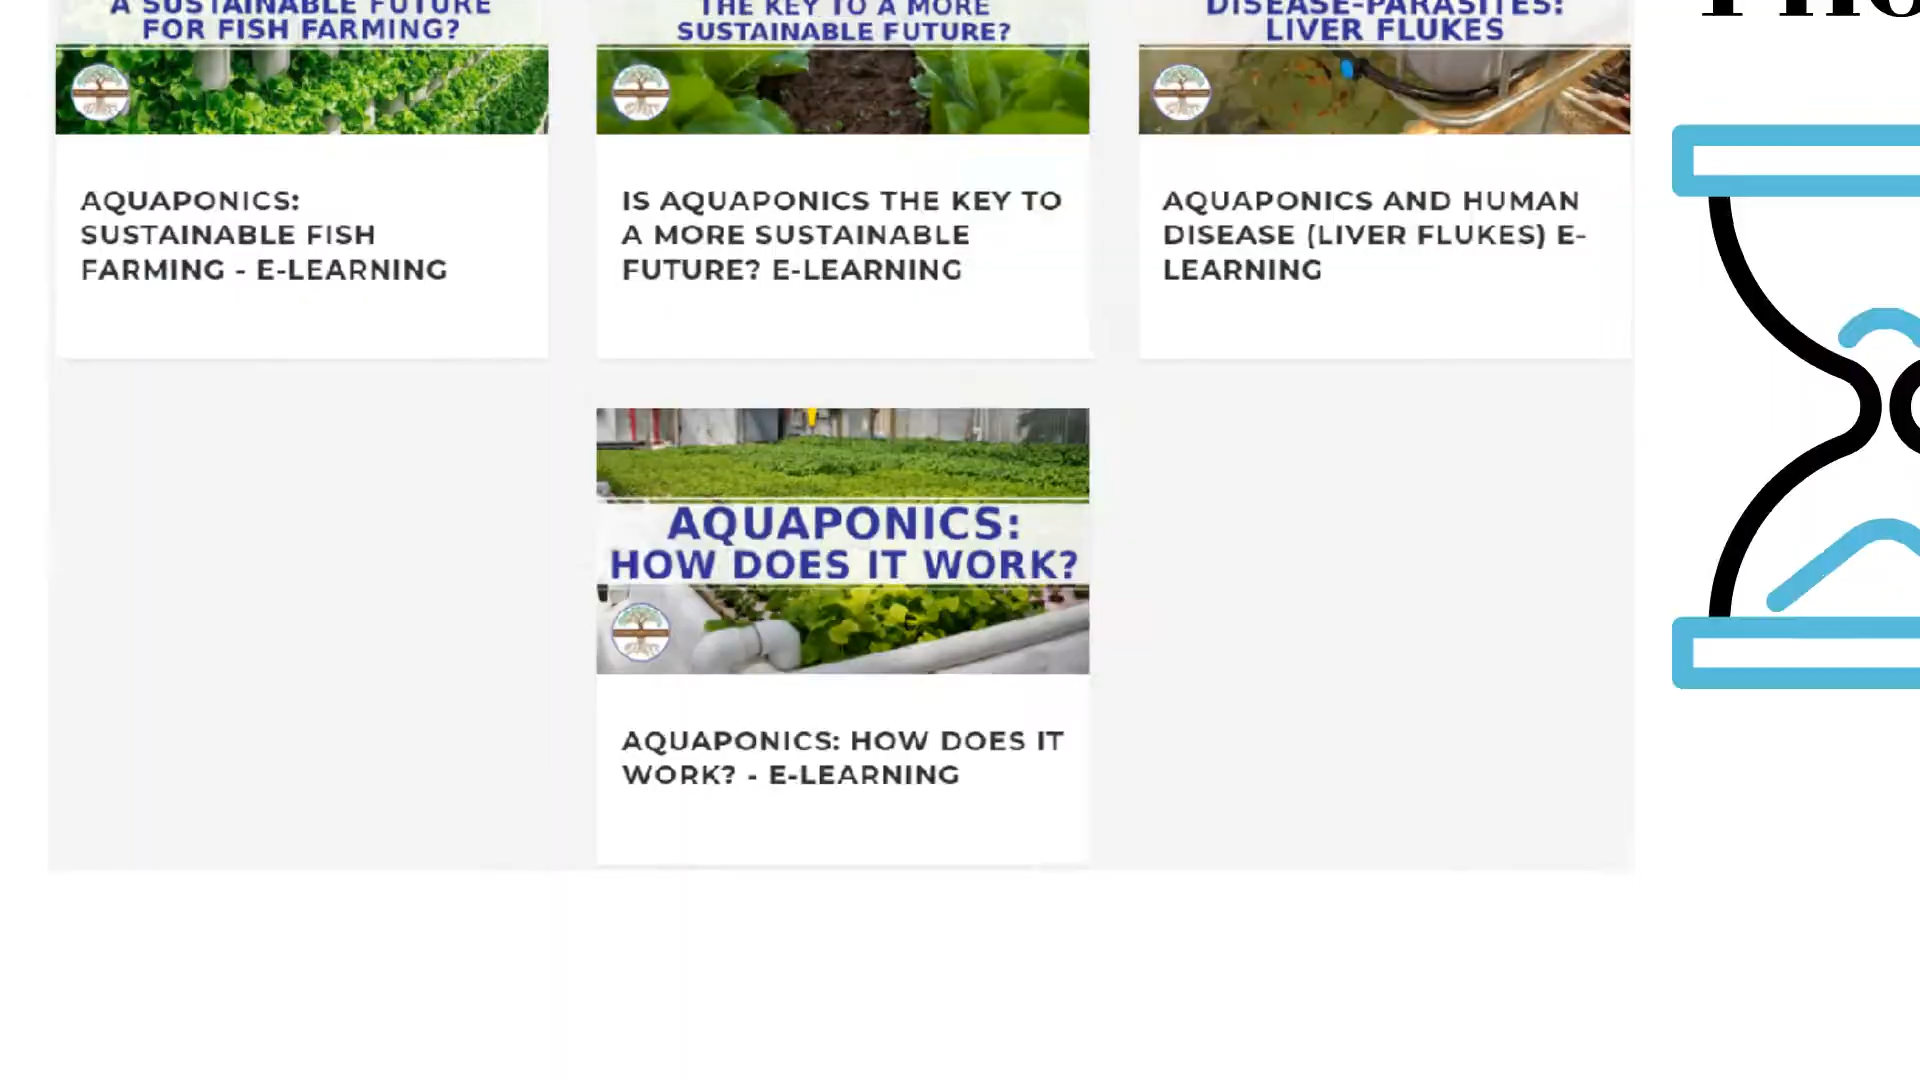 A SUSTAINABLE FUTURE
FOR FISH FARMING?
THE KEY TO A MORE
SUSTAINABLE FUTURE?
DISEASE-PARASITES:
LIVER FLUKES
AQUAPONICS:
SUSTAINABLE FISH
FARMING - E-LEARNING
IS AQUAPONICS THE KEY TO
A MORE SUSTAINABLE
FUTURE? E-LEARNING
AQUAPONICS AND HUMAN
DISEASE (LIVER FLUKES) E-
LEARNING
AQUAPONICS:
HOW DOES IT WORK?
AQUAPONICS: HOW DOES IT
WORK? - E-LEARNING